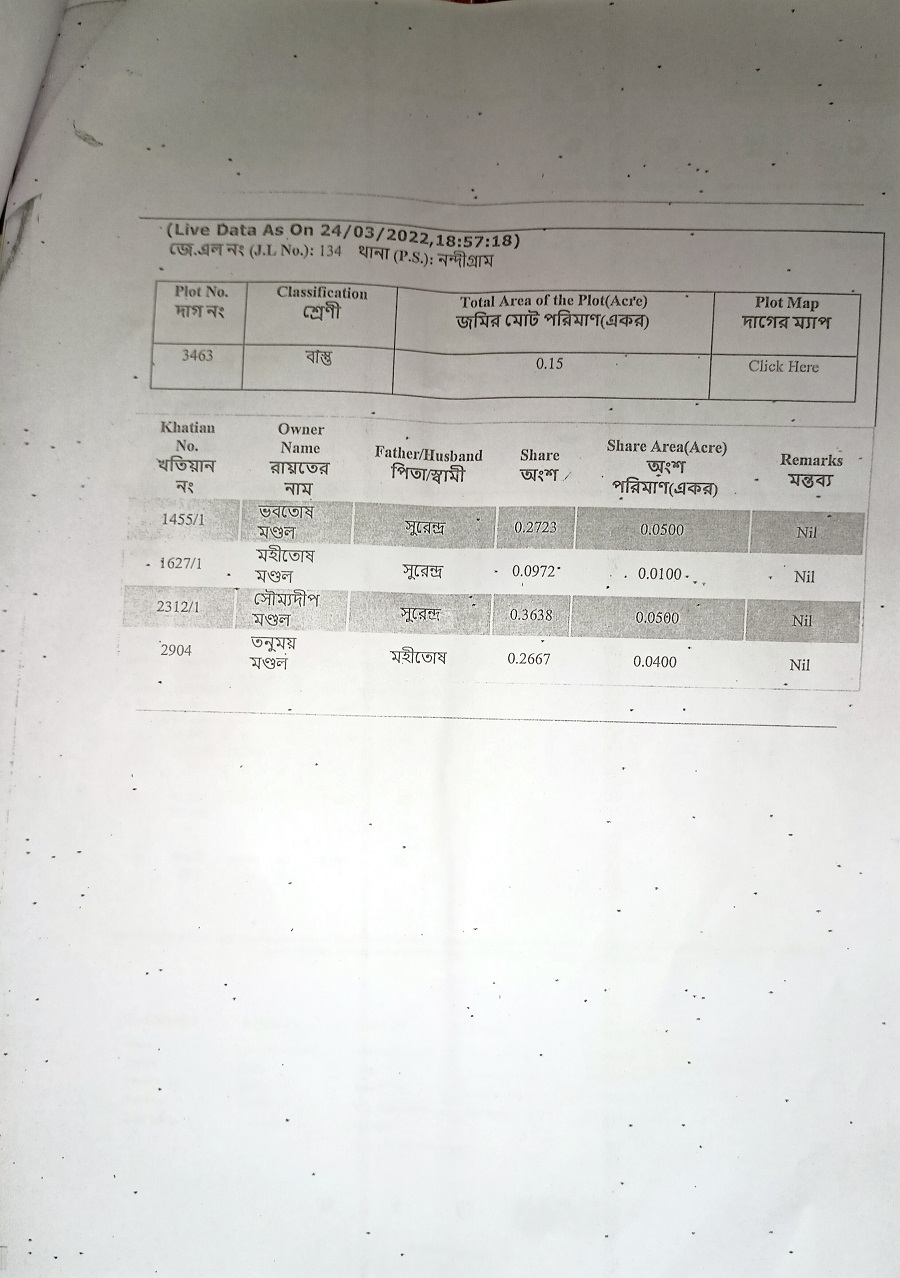 (Live Data As On 24/03/2022,18:57:18)
জে.এল নং (J.L No.): 134 থানা (P.S.): নন্দীগ্রাম
Plot No. Classification Total Area of the Plot(Acre) Plot Map
দাগ নং শ্রেণী জমির মোট পরিমাণ(একর) দাগের ম্যাপ
3463 বাস্তু 0.15 Click Here
Khatian Owner
No. Name Father/Husband Share Share Area(Acre) Remarks
খতিয়ান রায়তের পিতা/স্বামী অংশ অংশ মন্তব্য
নং নাম পরিমাণ(একর)
1455/1 ভবতোষ সুরেন্দ্র 0.2723 0.0500 Nil
মণ্ডল
1627/1 মহীতোষ সুরেন্দ্র 0.0972 0.0100 Nil
মণ্ডল
2312/1 সৌম্যদীপ সুরেন্দ্র 0.3638 0.0500 Nil
মণ্ডল
2904 তনুময় মহীতোষ 0.2667 0.0400 Nil
মণ্ডল